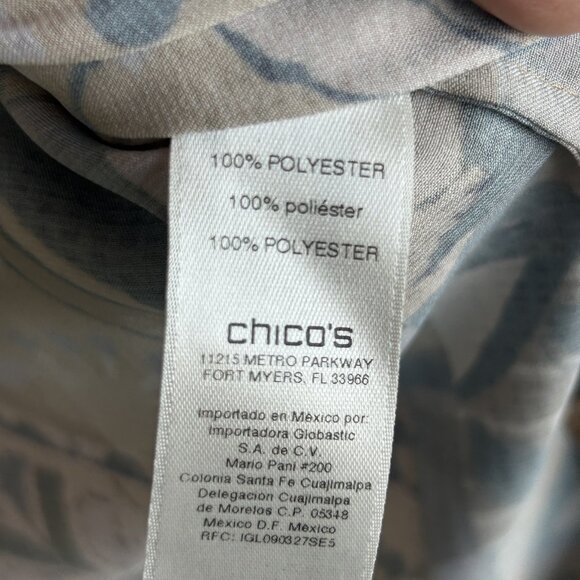 100% POLYESTER
100% poliéster
100% POLYESTER
chico's
11215 METRO PARKWAY
FORT MYERS, FL 33966
Importado en México por:
Importadora Globastic
S.A. de C.V.
Mario Pani #200
Colonia Santa Fe Cuajimalpa
Delegación Cuajimalpa
de Morelos C.P. 05348
México D.F. México
RFC: IGL090327SE5